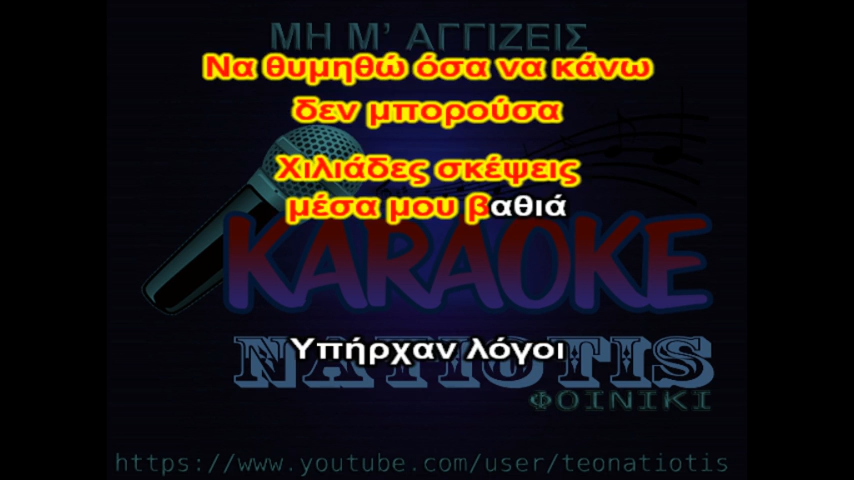 ΜΗ Μ' ΑΓΓΙΖΕΙΣ
Να θυμηθώ όσα να κάνω
δεν μπορούσα
Χιλιάδες σκέψεις
μέσα μου βαθιά
KARAOKE
Υπήρχαν λόγοι
NATIOTIS
ΦΟΙΝΙΚΙ
https://www.youtube.com/user/teonatiotis